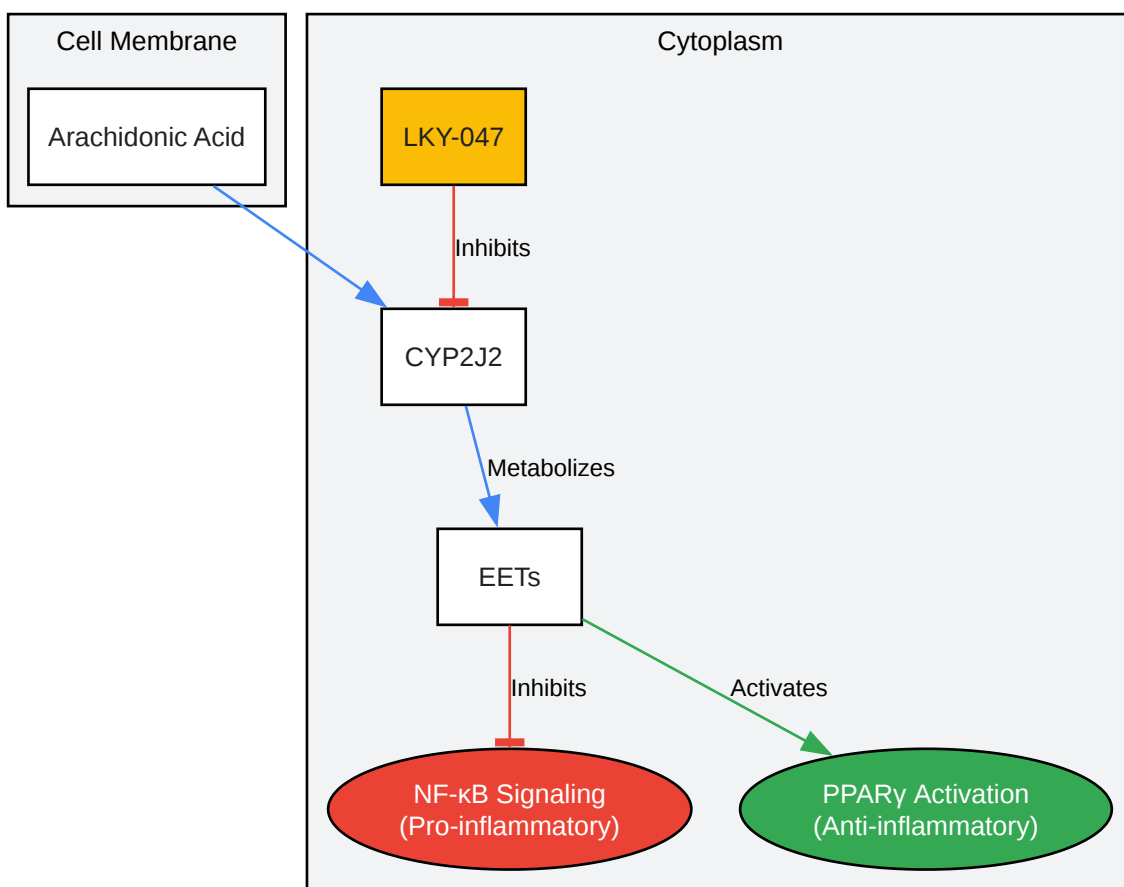 Cell Membrane
Cytoplasm
Arachidonic Acid
LKY-047
Inhibits
CYP2J2
Metabolizes
EETs
Inhibits
Activates
NF-κB Signaling
(Pro-inflammatory)
PPARγ Activation
(Anti-inflammatory)